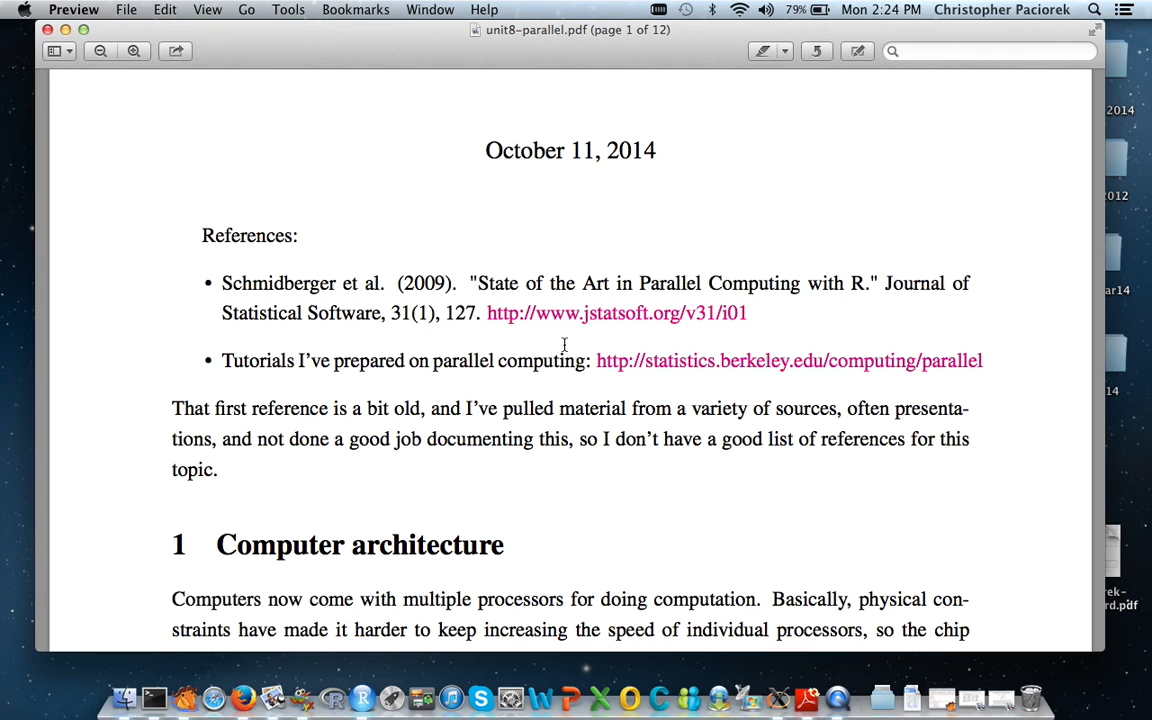 Preview File Edit View Go Tools Bookmarks Window Help 79% Mon 2:24 PM Christopher Paciorek
unit8-parallel.pdf (page 1 of 12)
2014
October 11, 2014
2012
References:
• Schmidberger et al. (2009). "State of the Art in Parallel Computing with R." Journal of
ar14
Statistical Software, 31(1), 127. http://www.jstatsoft.org/v31/i01
• Tutorials I've prepared on parallel computing: http://statistics.berkeley.edu/computing/parallel
14
That first reference is a bit old, and I've pulled material from a variety of sources, often presenta-
tions, and not done a good job documenting this, so I don't have a good list of references for this
topic.
1 Computer architecture
Computers now come with multiple processors for doing computation. Basically, physical con-
rek-
rd.pdf
straints have made it harder to keep increasing the speed of individual processors, so the chip